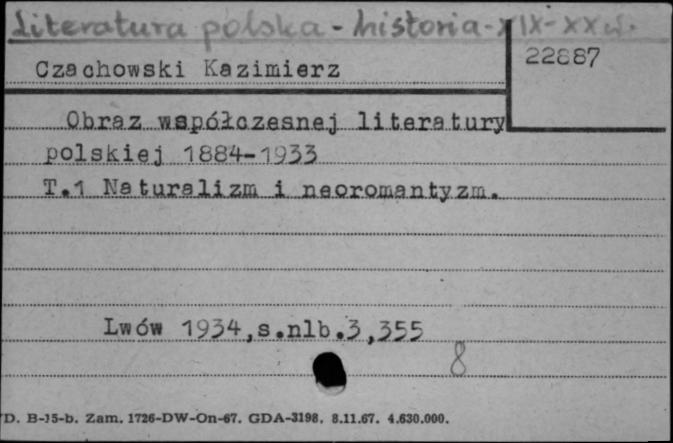 Literatura polska - historia - XIX - XX w.
Czachowski Kazimierz
22887
Obraz współczesnej literatury
polskiej 1884-1933
T.1 Naturalizm i neoromantyzm.
Lwów 1934,s.nlb.3,355
8
D. B-15-b. Zam. 1726-DW-On-67. GDA-3198. 8.11.67. 4.630.000.